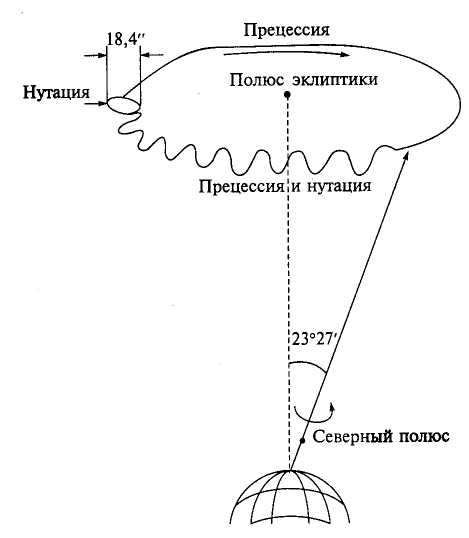 Прецессия
18,4″
Полюс эклиптики
Нутация
Прецессия и нутация
23°27′
Северный полюс